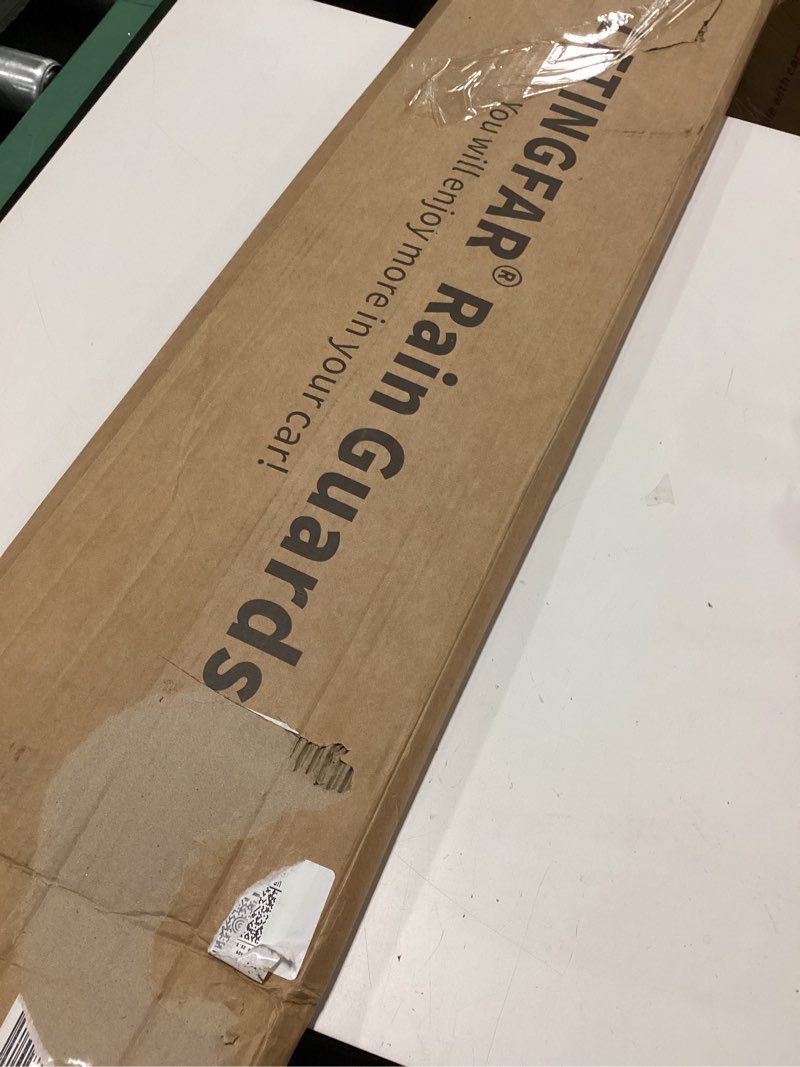 TINGFAR® Rain Guards
You will enjoy more in your car!